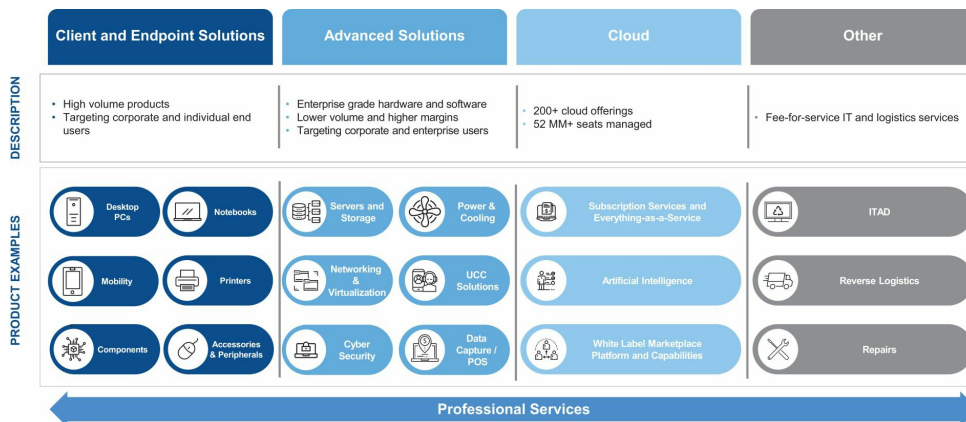 Client and Endpoint Solutions
Advanced Solutions
Cloud
Other
DESCRIPTION
• High volume products
• Targeting corporate and individual end
users
• Enterprise grade hardware and software
• Lower volume and higher margins
• Targeting corporate and enterprise users
• 200+ cloud offerings
• 52 MM+ seats managed
• Fee-for-service IT and logistics services
PRODUCT EXAMPLES
Desktop
PCs
Notebooks
Servers and
Storage
Power &
Cooling
Subscription Services and
Everything-as-a-Service
ITAD
Mobility
Printers
Networking
&
Virtualization
UCC
Solutions
Artificial Intelligence
Reverse Logistics
Components
Accessories
& Peripherals
Cyber
Security
Data
Capture /
POS
White Label Marketplace
Platform and Capabilities
Repairs
Professional Services